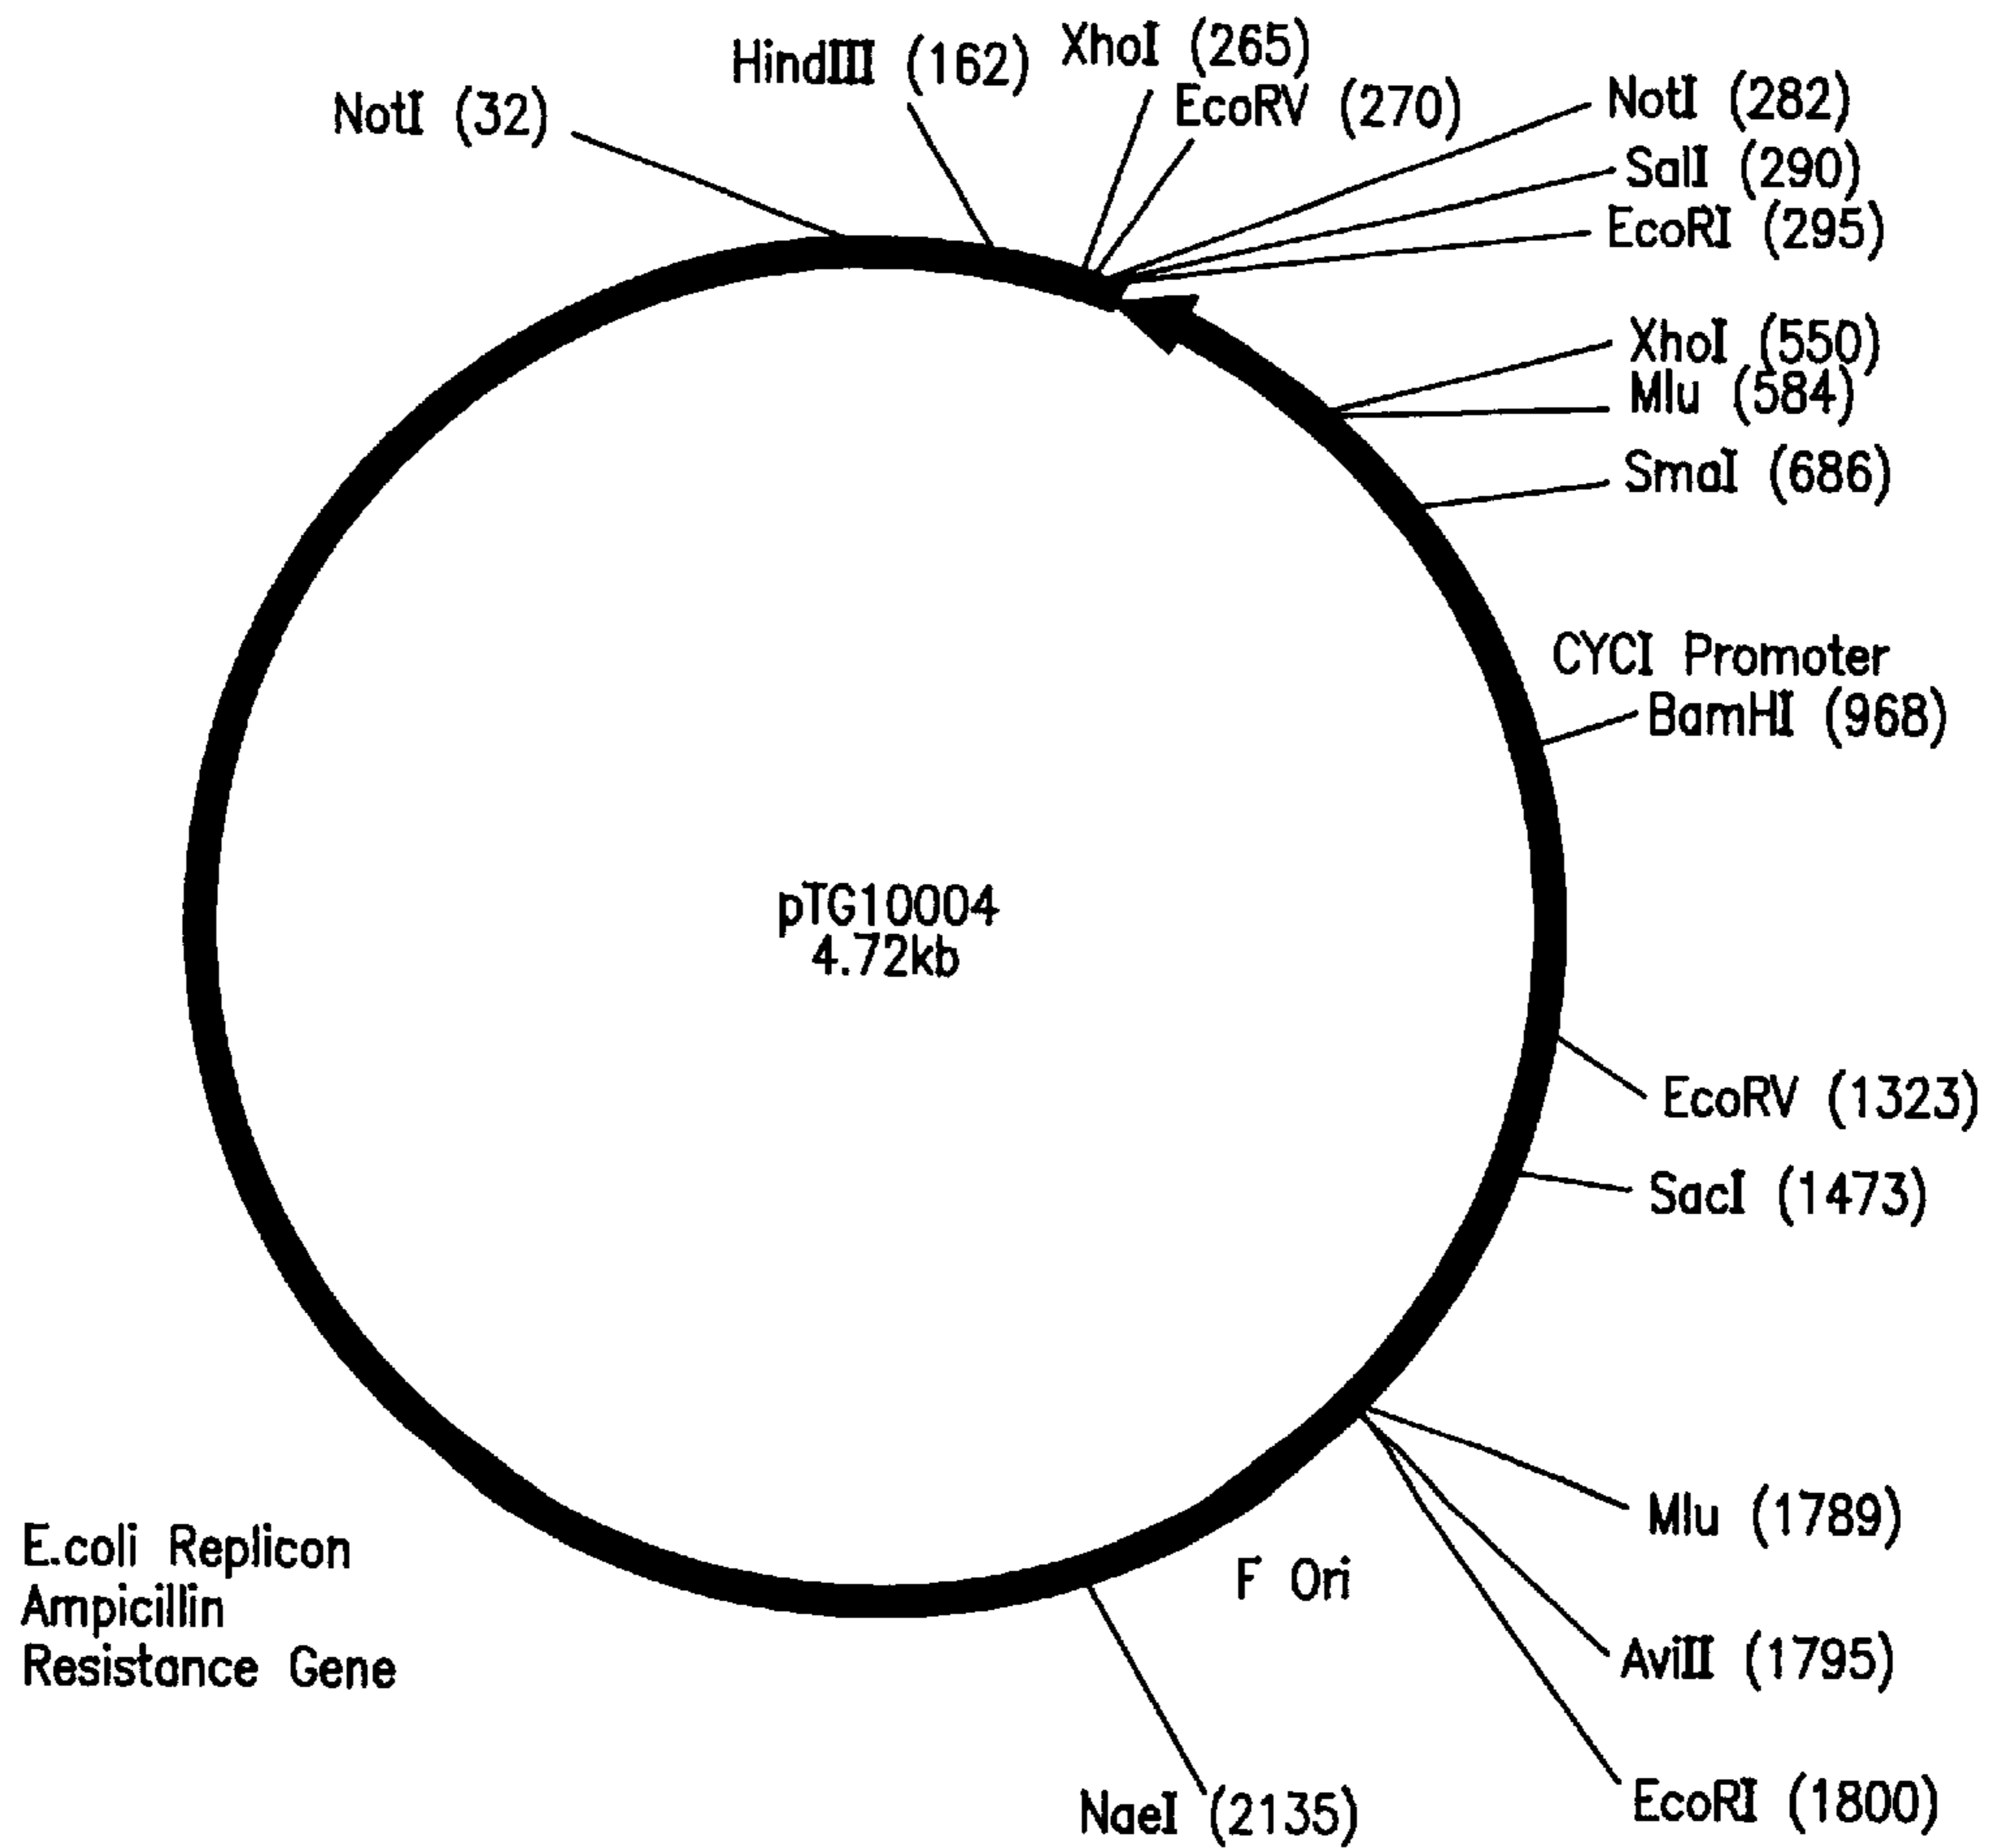 HindIII (162)
XhoI (265)
NotI (32)
EcoRV (270)
NotI (282)
SalI (290)
EcoRI (295)
XhoI (550)
Mlu (584)
SmaI (686)
CYCI Promoter
BamHI (968)
pTG10004
4.72kb
EcoRV (1323)
SacI (1473)
Mlu (1789)
E.coli Replicon
Ampicillin
Resistance Gene
F Ori
AviII (1795)
NaeI (2135)
EcoRI (1800)